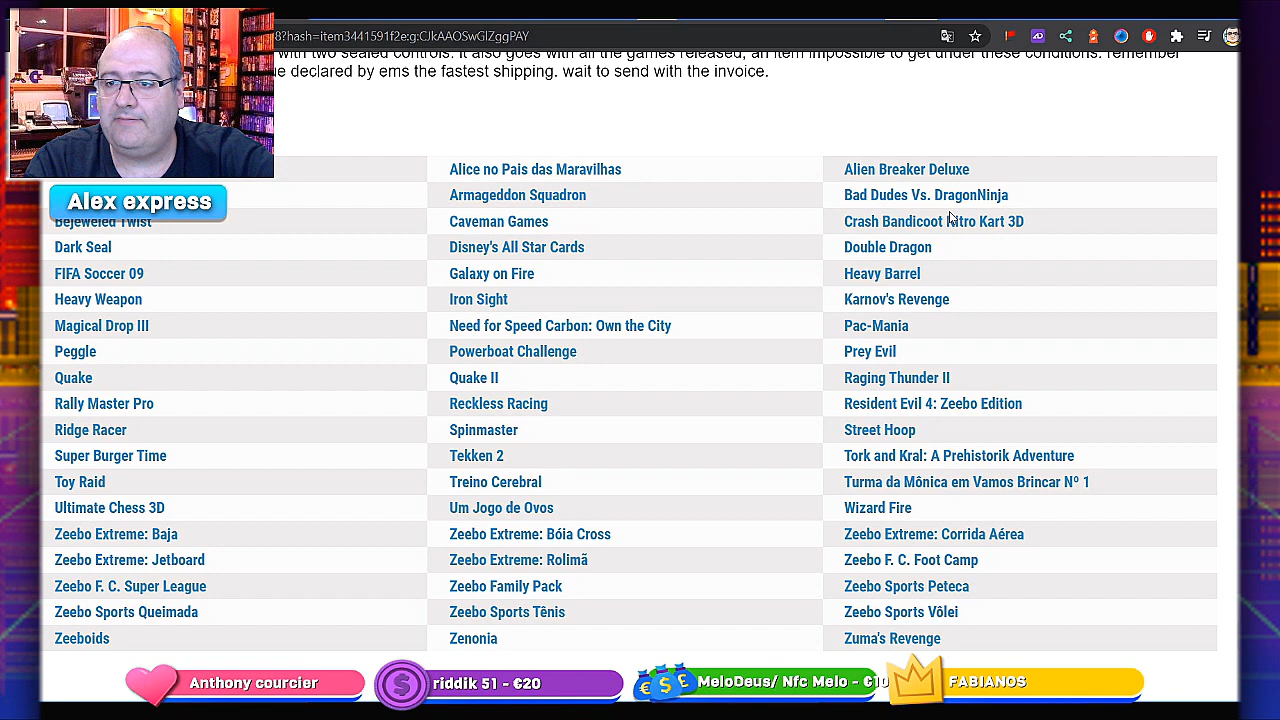 8?hash=item3441591f2e:g:CJkAAOSwGlZggPAY
with two sealed controls. It also goes with all the games released, an item impossible to get under these conditions. remember
e declared by ems the fastest shipping. wait to send with the invoice.
Alex express
Alice no Pais das Maravilhas Alien Breaker Deluxe
Armageddon Squadron Bad Dudes Vs. DragonNinja
Bejeweled Twist Caveman Games Crash Bandicoot Nitro Kart 3D
Dark Seal Disney's All Star Cards Double Dragon
FIFA Soccer 09 Galaxy on Fire Heavy Barrel
Heavy Weapon Iron Sight Karnov's Revenge
Magical Drop III Need for Speed Carbon: Own the City Pac-Mania
Peggle Powerboat Challenge Prey Evil
Quake Quake II Raging Thunder II
Rally Master Pro Reckless Racing Resident Evil 4: Zeebo Edition
Ridge Racer Spinmaster Street Hoop
Super Burger Time Tekken 2 Tork and Kral: A Prehistorik Adventure
Toy Raid Treino Cerebral Turma da Mônica em Vamos Brincar Nº 1
Ultimate Chess 3D Um Jogo de Ovos Wizard Fire
Zeebo Extreme: Baja Zeebo Extreme: Bóia Cross Zeebo Extreme: Corrida Aérea
Zeebo Extreme: Jetboard Zeebo Extreme: Rolimã Zeebo F. C. Foot Camp
Zeebo F. C. Super League Zeebo Family Pack Zeebo Sports Peteca
Zeebo Sports Queimada Zeebo Sports Tênis Zeebo Sports Vôlei
Zeeboids Zenonia Zuma's Revenge
Anthony courcier riddik 51 - €20 MeloDeus/ Nfc Melo - €10 FABIANOS